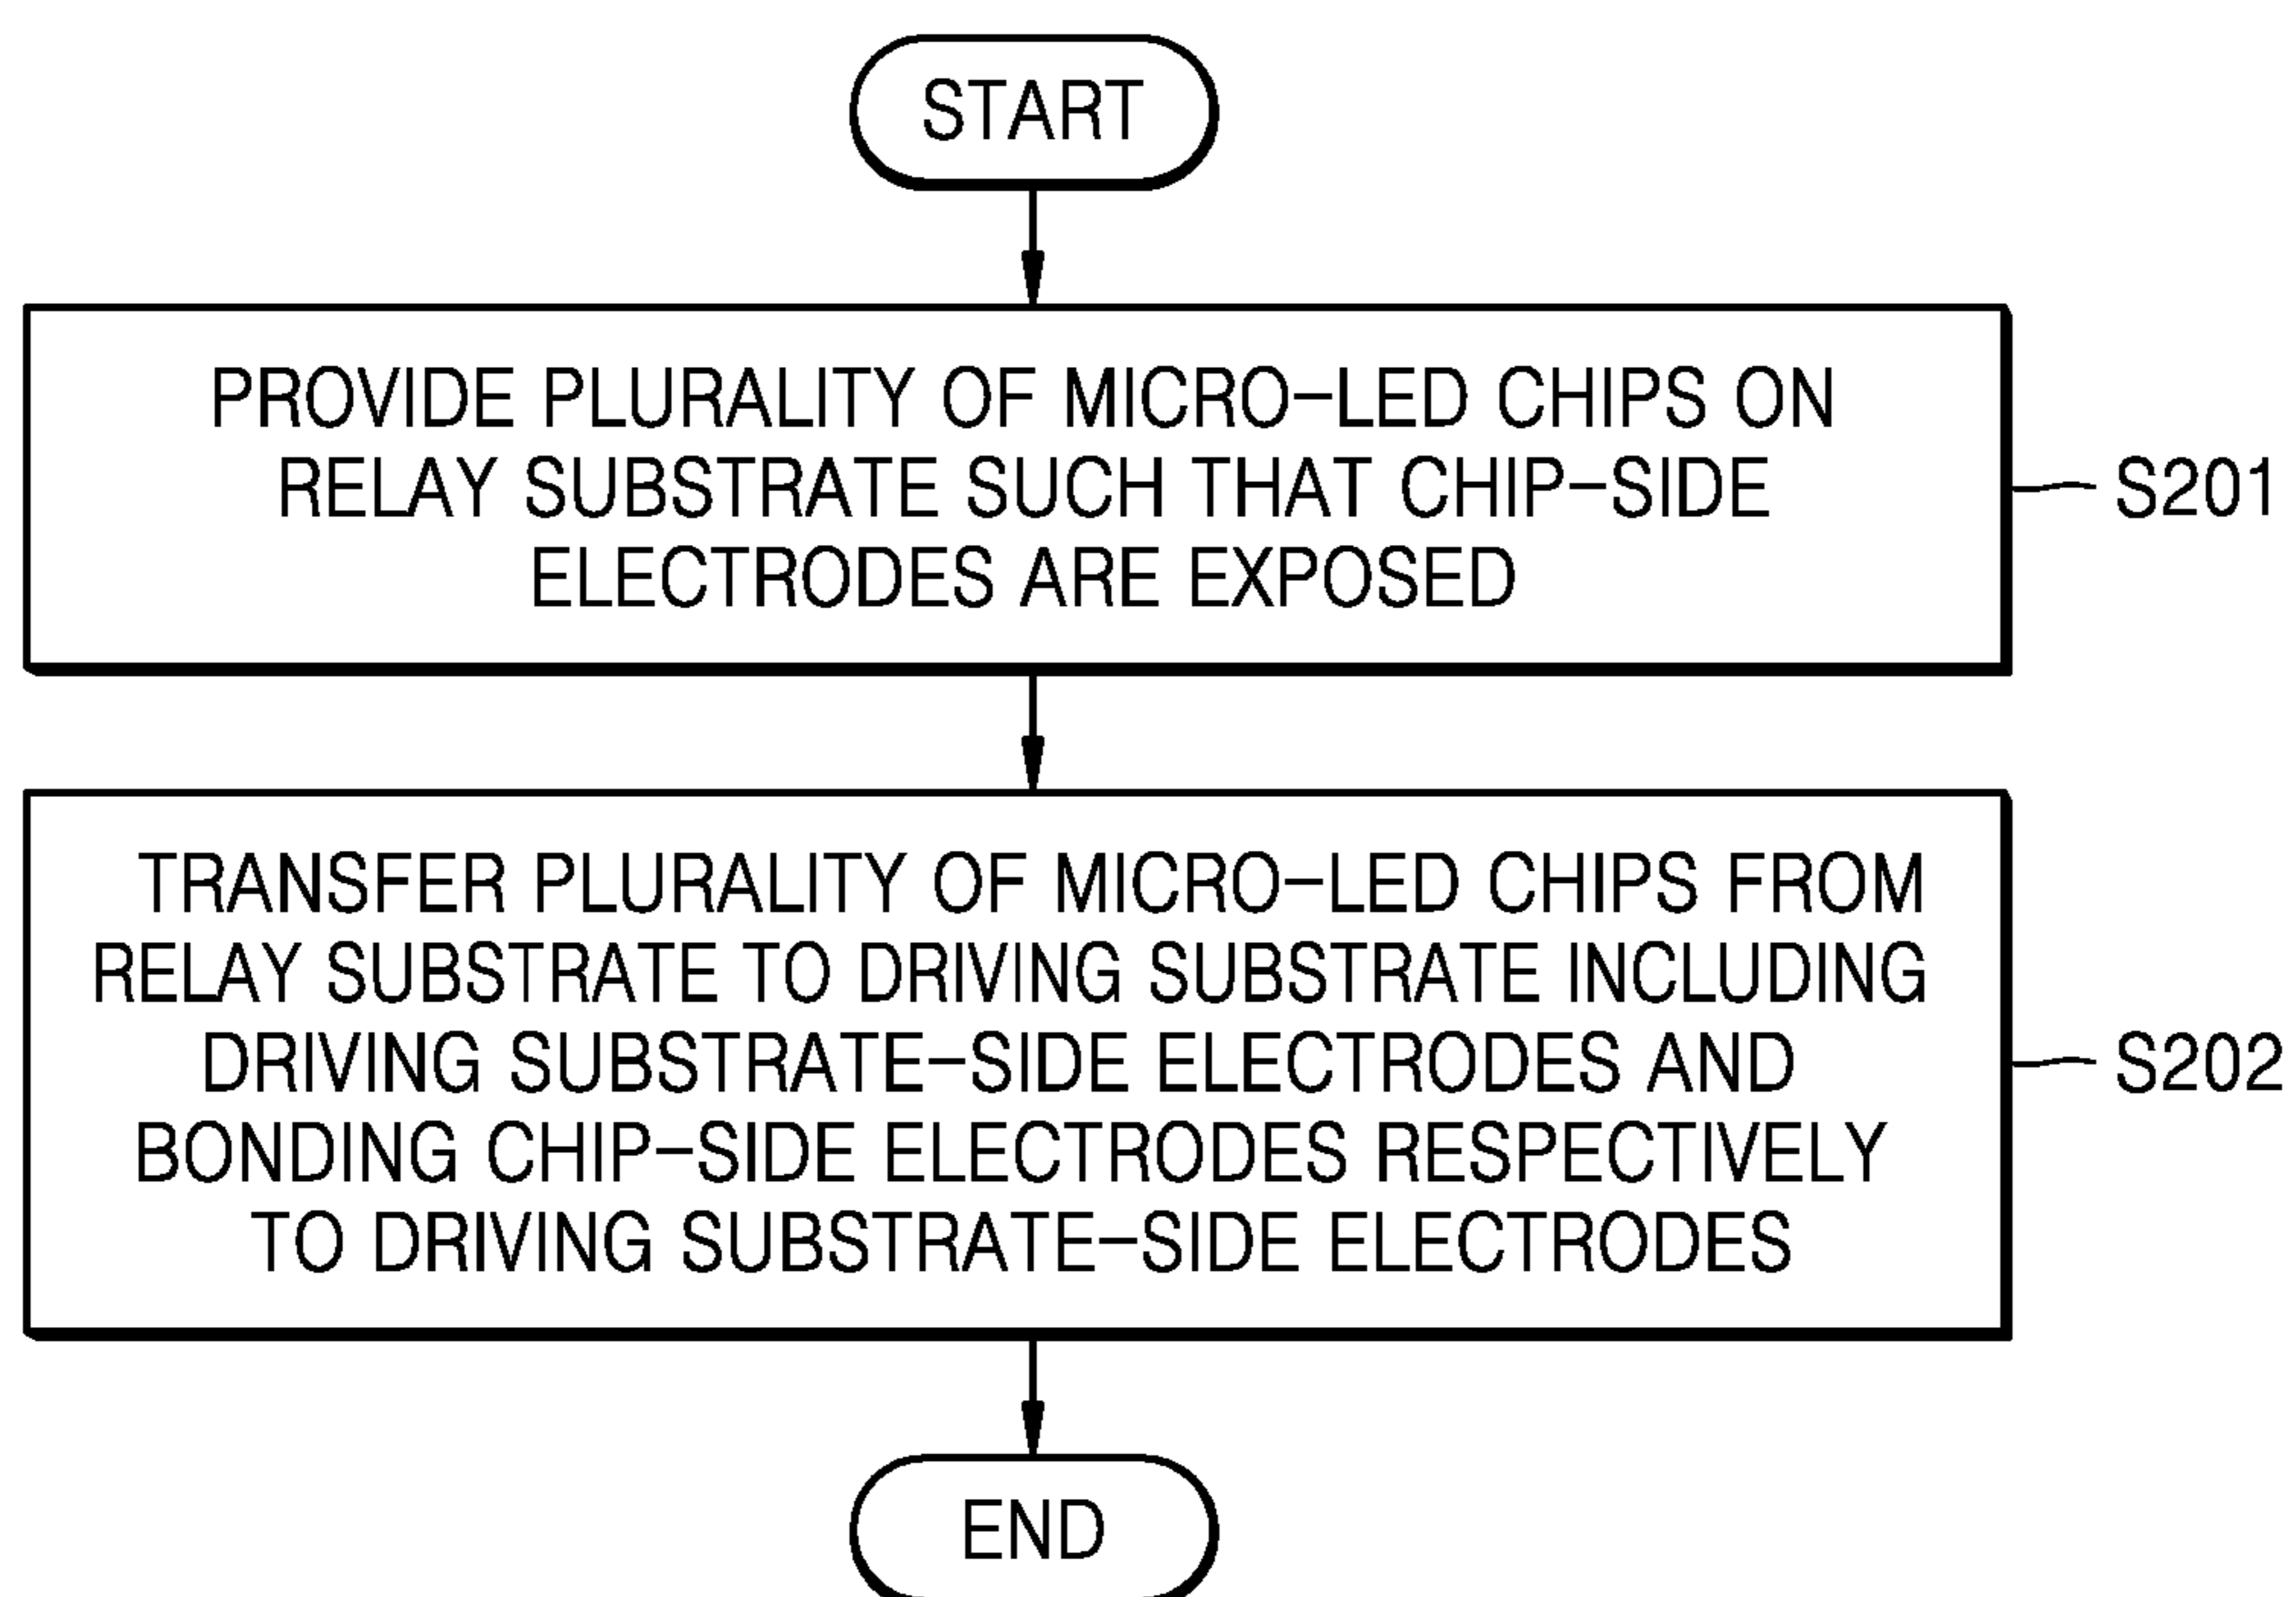 START
PROVIDE PLURALITY OF MICRO-LED CHIPS ON
RELAY SUBSTRATE SUCH THAT CHIP-SIDE
ELECTRODES ARE EXPOSED
S201
TRANSFER PLURALITY OF MICRO-LED CHIPS FROM
RELAY SUBSTRATE TO DRIVING SUBSTRATE INCLUDING
DRIVING SUBSTRATE-SIDE ELECTRODES AND
BONDING CHIP-SIDE ELECTRODES RESPECTIVELY
TO DRIVING SUBSTRATE-SIDE ELECTRODES
S202
END